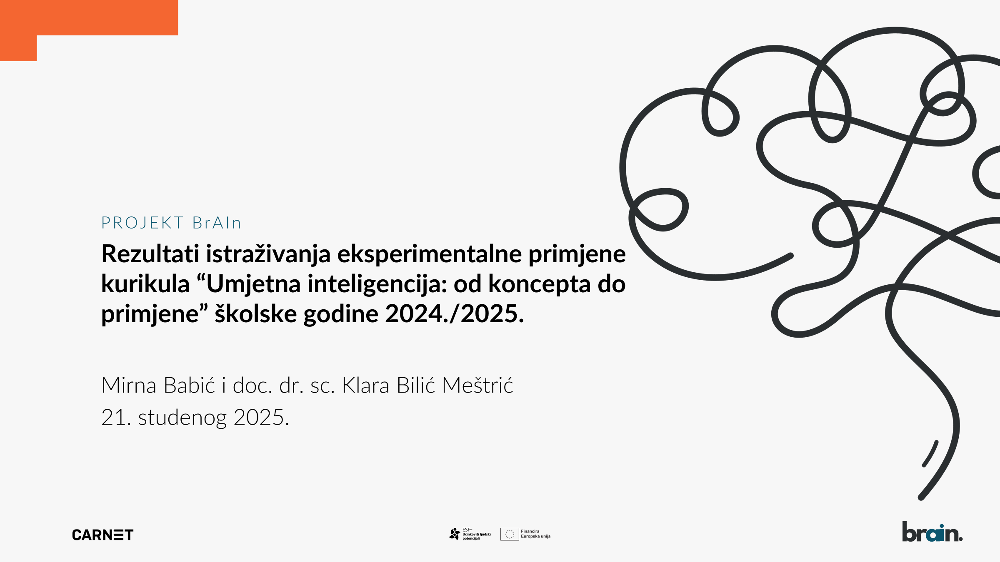 PROJEKT BrAIn
Rezultati istraživanja eksperimentalne primjene
kurikula “Umjetna inteligencija: od koncepta do
primjene” školske godine 2024./2025.
Mirna Babić i doc. dr. sc. Klara Bilić Meštrić
21. studenog 2025.
CARNET
ESF+
Učinkoviti ljudski
potencijali
Financira
Europska unija
brain.